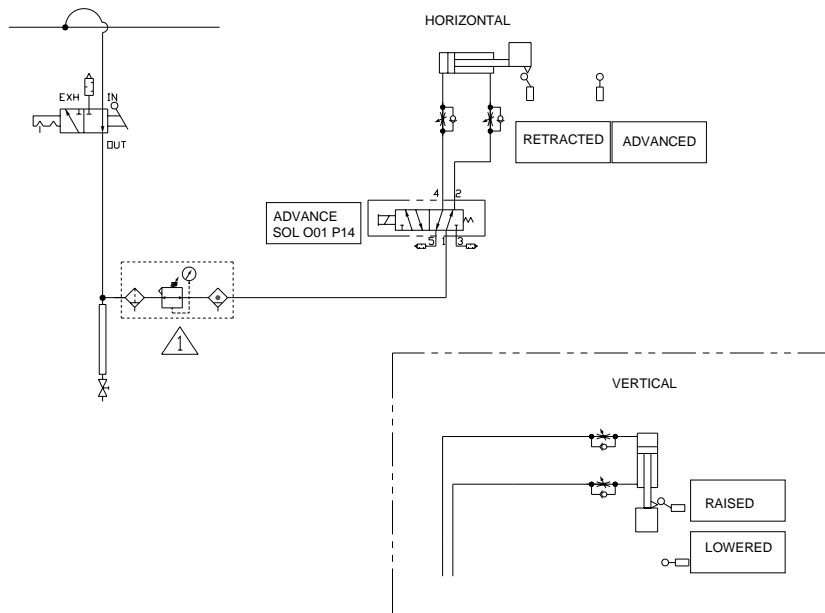 HORIZONTAL
EXH
IN
OUT
RETRACTED
ADVANCED
4 2
ADVANCE
SOL O01 P14
5 1 3
1
VERTICAL
RAISED
LOWERED